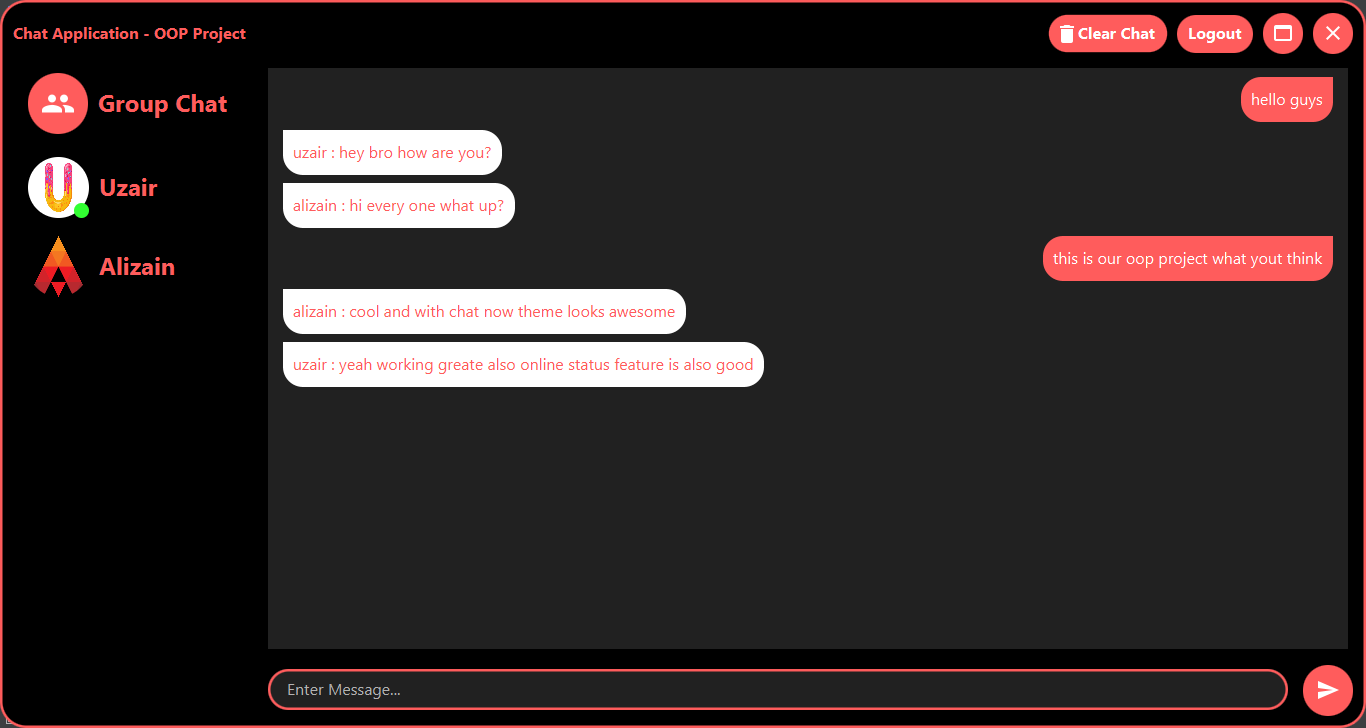 Chat Application - OOP Project
Clear Chat
Logout
Group Chat
U
Uzair
Alizain
hello guys
uzair : hey bro how are you?
alizain : hi every one what up?
this is our oop project what yout think
alizain : cool and with chat now theme looks awesome
uzair : yeah working greate also online status feature is also good
Enter Message...